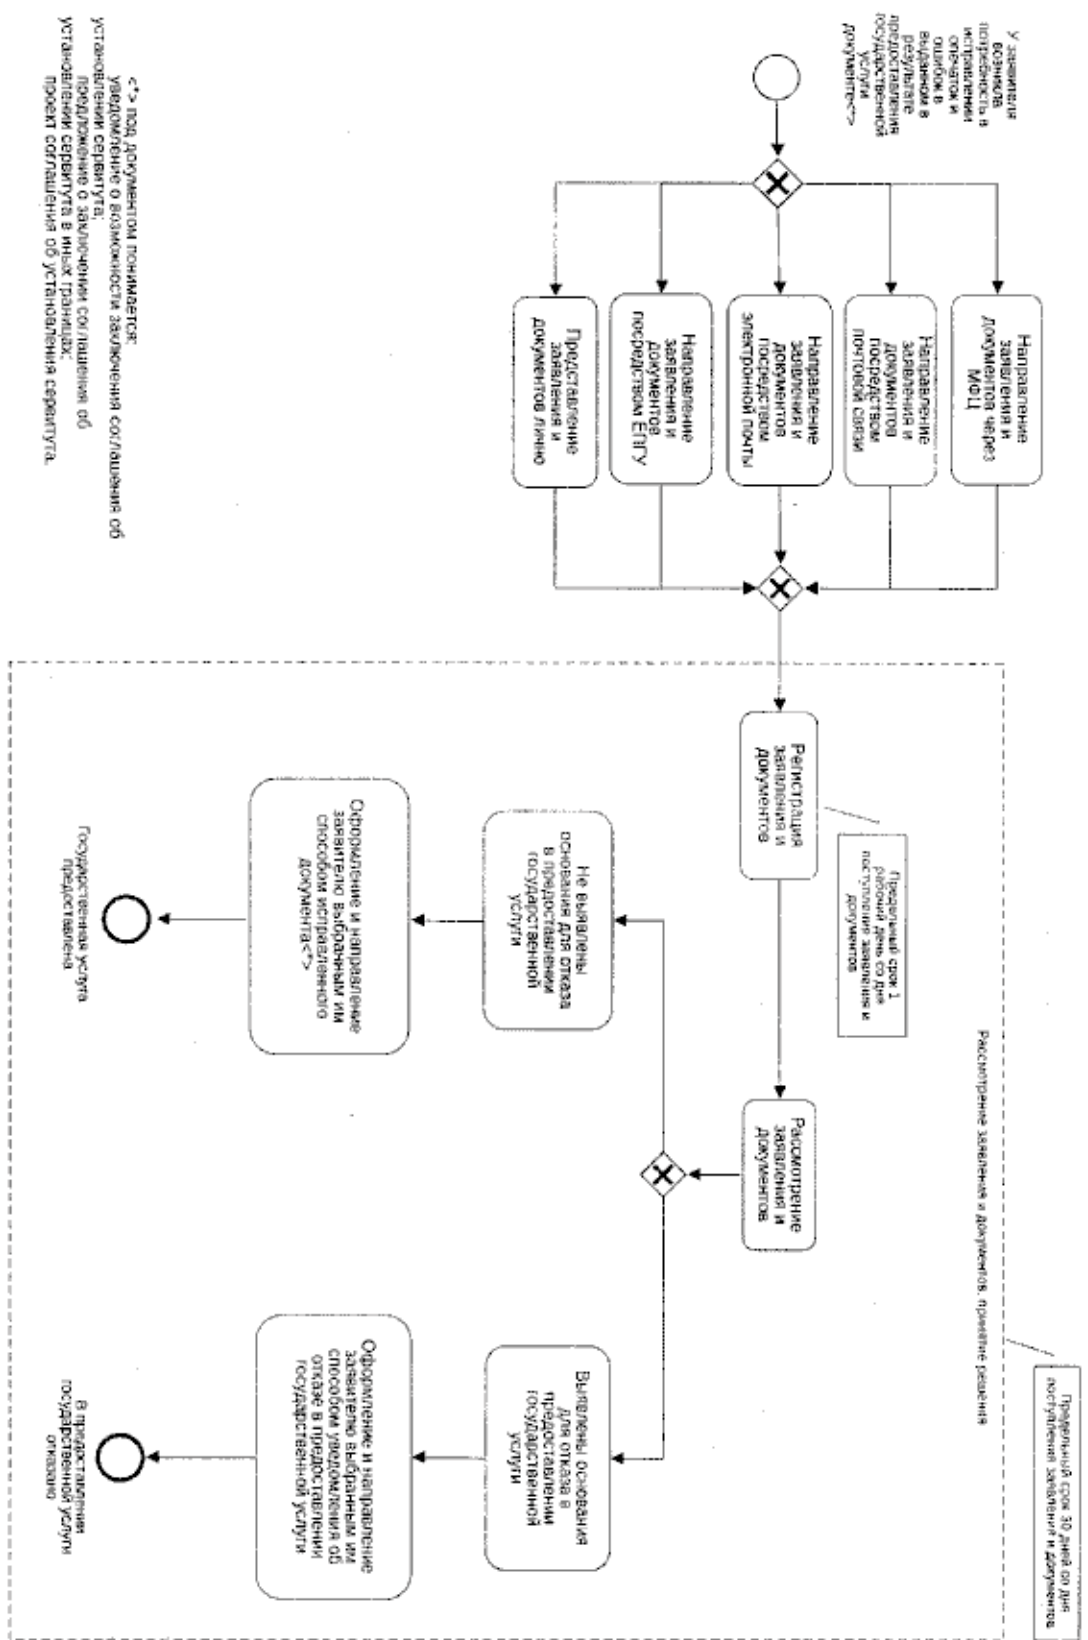 У заявителя
возникла
потребность в
исправлении
опечаток и
ошибок в
выданном в
результате
предоставления
государственной
услуги
документе<*>
Направление
заявления и
документов через
МФЦ
Направление
заявления и
документов
посредством
почтовой связи
Направление
заявления и
документов
посредством
электронной почты
Направление
заявления и
документов
посредством ЕПГУ
Представление
заявления и
документов лично
<*> под документом понимается:
уведомление о возможности заключения соглашения об
установлении сервитута;
предложение о заключении соглашения об
установлении сервитута в иных границах;
проект соглашения об установления сервитута.
Предельный срок 30 дней со дня
поступления заявлений и документов
Рассмотрение заявления и документов, принятие решения
Предельный срок 1
рабочий день со дня
поступления заявления и
документов
Регистрация
заявления и
документов
Рассмотрение
заявления и
документов
Не выявлены
основания для отказа
в предоставлении
государственной
услуги
Выявлены основания
для отказа в
предоставлении
государственной
услуги
Оформление и направление
заявителю выбранным им
способом исправленного
документа<*>
Оформление и направление
заявителю выбранным им
способом уведомления об
отказе в предоставлении
государственной услуги
Государственная услуга
предоставлена
В предоставлении
государственной услуги
отказано